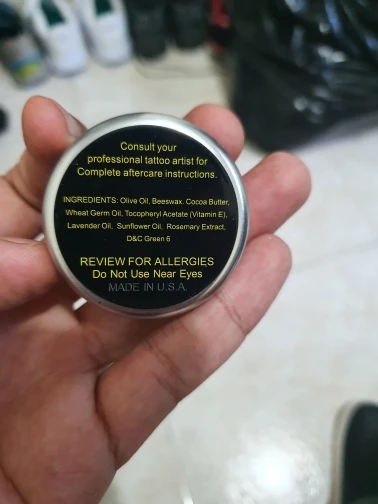 Consult your
professional tattoo artist for
Complete aftercare instructions.
INGREDIENTS: Olive Oil, Beeswax. Cocoa Butter,
Wheat Germ Oil, Tocopheryl Acetate (Vitamin E),
Lavender Oil, Sunflower Oil, Rosemary Extract,
D&C Green 6
REVIEW FOR ALLERGIES
Do Not Use Near Eyes
MADE IN U.S.A.